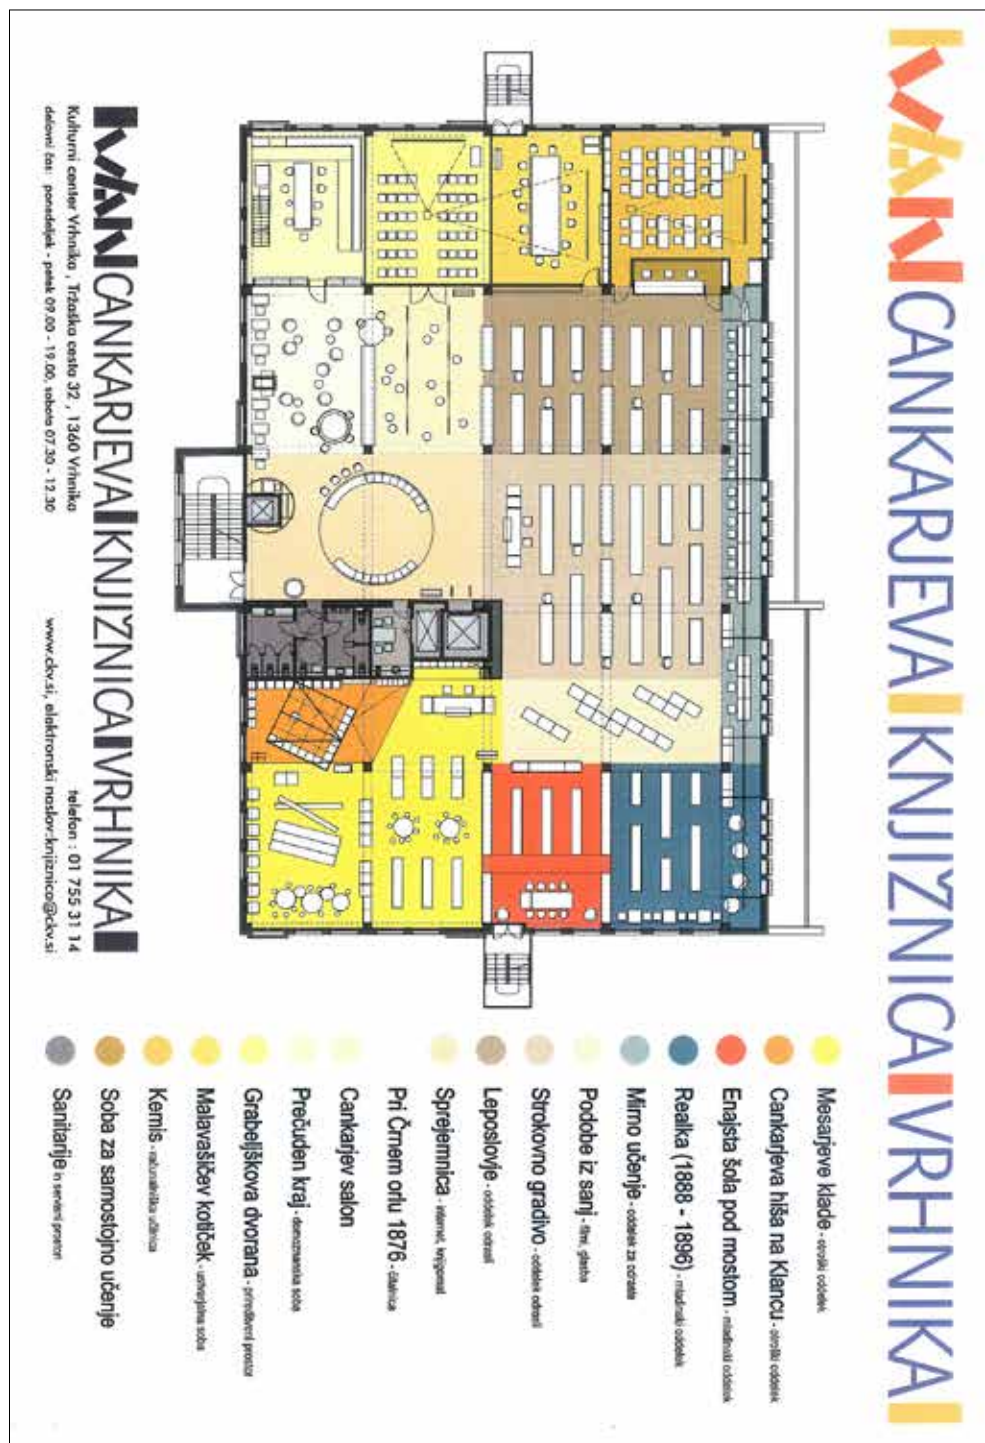 CANKARJEVA KNJIŽNICA VRHNIKA
Mesarjeve klade - otroški oddelek
Cankarjeva hiša na Klancu - otroški oddelek
Enajsta šola pod mostom - mladinski oddelek
Realka (1888 - 1896) - mladinski oddelek
Mirno učenje - oddelek za odrasle
Podobe iz sanj - filmi, glasba
Strokovno gradivo - oddelek odrasli
Leposlovje - oddelek odrasli
Sprejemnica - internet, knjigomat
Pri Črnem orlu 1876 - čitalnica
Cankarjev salon
Prečuden kraj - domoznanska soba
Grabeljškova dvorana - prireditveni prostor
Malavašičev kotiček - ustvarjalna soba
Kernis - računalniška učilnica
Soba za samostojno učenje
Sanitarije in servisni prostori
CANKARJEVA KNJIŽNICA VRHNIKA
Kulturni center Vrhnika , Tržaška cesta 32 , 1360 Vrhnika
telefon : 01 755 31 14
delovni čas: ponedeljek - petek 09.00 - 19.00, sobota 07.30 - 12.30
www.ckv.si, elektronski naslov:knjiznica@ckv.si